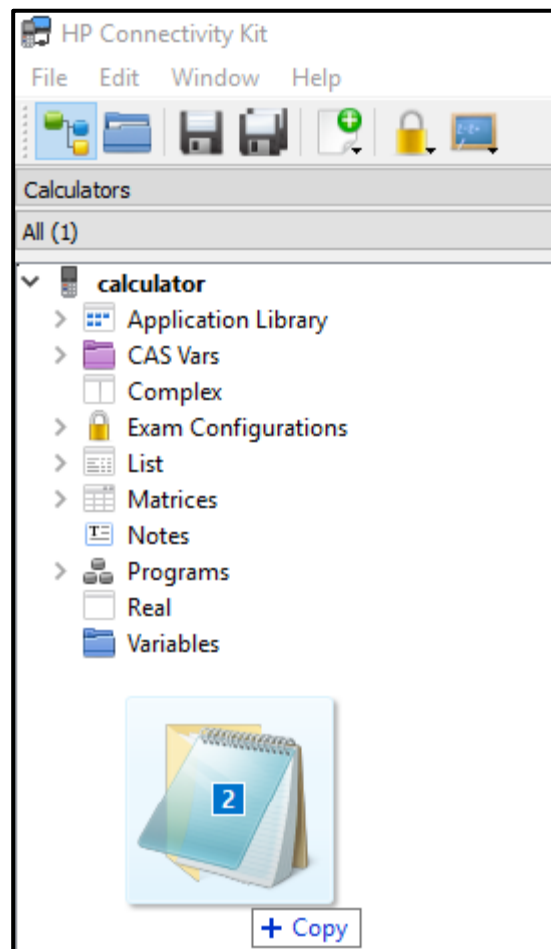 HP Connectivity Kit
File Edit Window Help
Calculators
All (1)
calculator
Application Library
CAS Vars
Complex
Exam Configurations
List
Matrices
Notes
Programs
Real
Variables
2
+ Copy